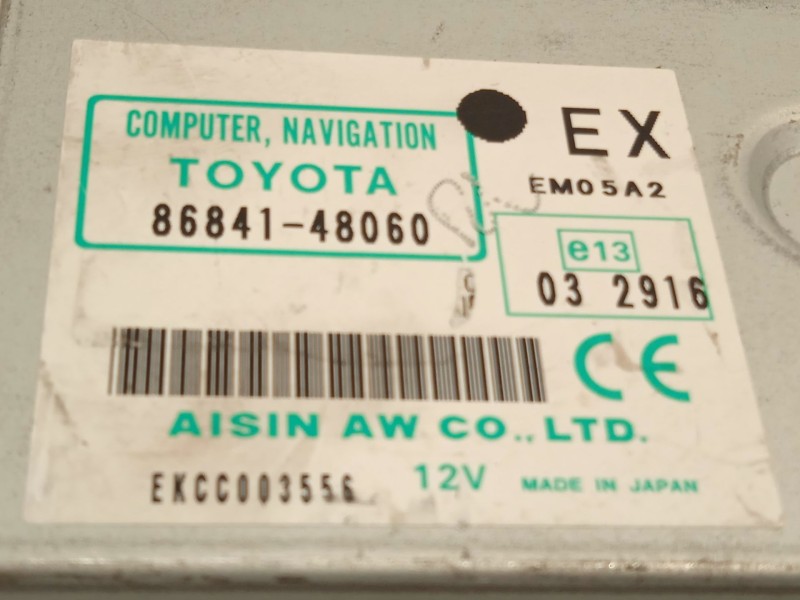 COMPUTER, NAVIGATION
TOYOTA
86841-48060
EX
EM05A2
e13
03 2916
CE
AISIN AW CO., LTD.
EKCC003556
12V
MADE IN JAPAN